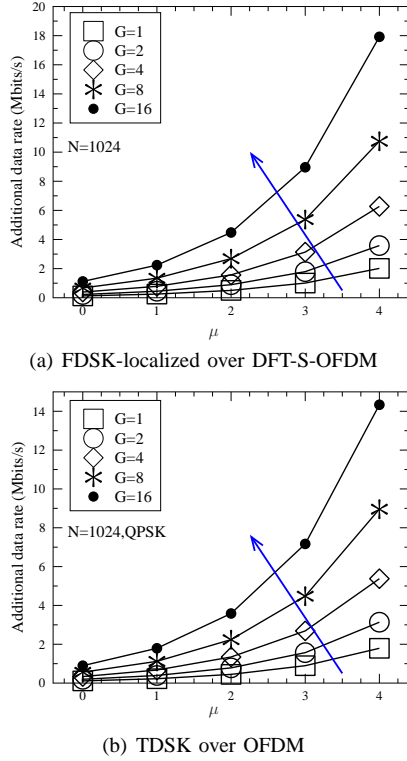 20
18
16
14
12
10
8
6
4
2
0
Additional data rate (Mbits/s)
G=1
G=2
G=4
G=8
G=16
N=1024
0 1 2 3 4
μ
(a) FDSK-localized over DFT-S-OFDM
14
12
10
8
6
4
2
0
Additional data rate (Mbits/s)
G=1
G=2
G=4
G=8
G=16
N=1024,QPSK
0 1 2 3 4
μ
(b) TDSK over OFDM